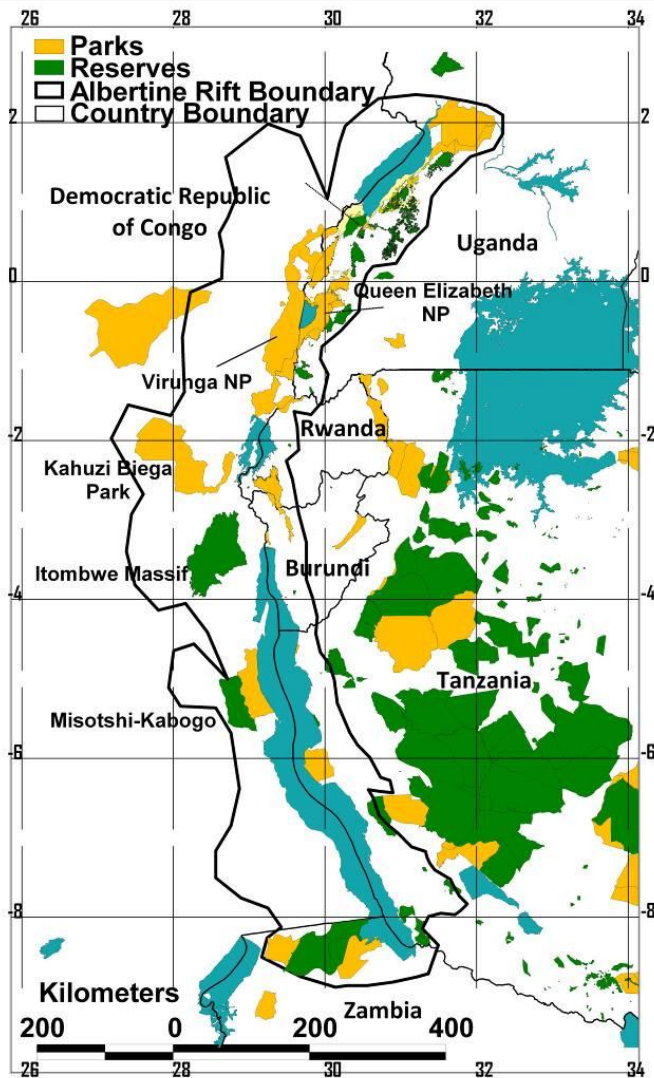 26 28 30 32 34
Parks
Reserves
Albertine Rift Boundary
Country Boundary
2
2
Democratic Republic
of Congo
Uganda
0
0
Queen Elizabeth
NP
Virunga NP
-2
-2
Rwanda
Kahuzi Biega
Park
Itombwe Massif
Burundi
-4
-4
Tanzania
Misotshi-Kabogo
-6
-6
-8
-8
Kilometers
Zambia
200 0 200 400
26 28 30 32 34